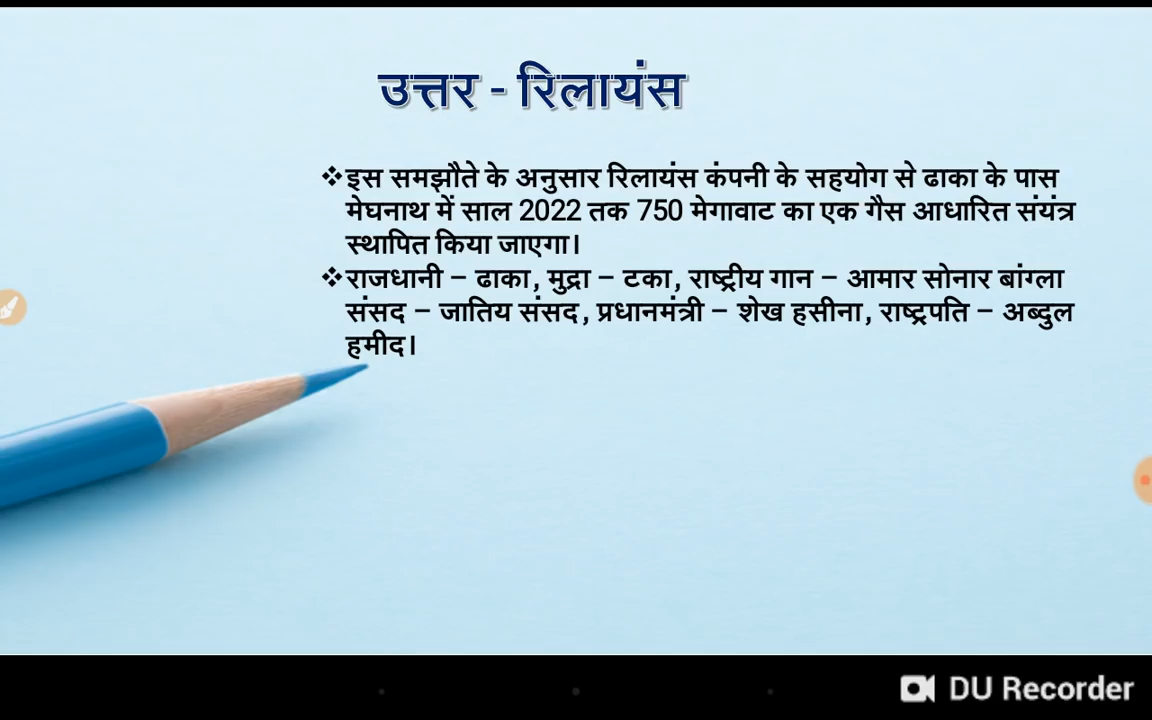 उत्तर - रिलायंस
❖इस समझौते के अनुसार रिलायंस कंपनी के सहयोग से ढाका के पास
मेघनाथ में साल 2022 तक 750 मेगावाट का एक गैस आधारित संयंत्र
स्थापित किया जाएगा।
❖राजधानी – ढाका, मुद्रा – टका, राष्ट्रीय गान – आमार सोनार बांग्ला
संसद – जातिय संसद, प्रधानमंत्री – शेख हसीना, राष्ट्रपति – अब्दुल
हमीद।
DU Recorder